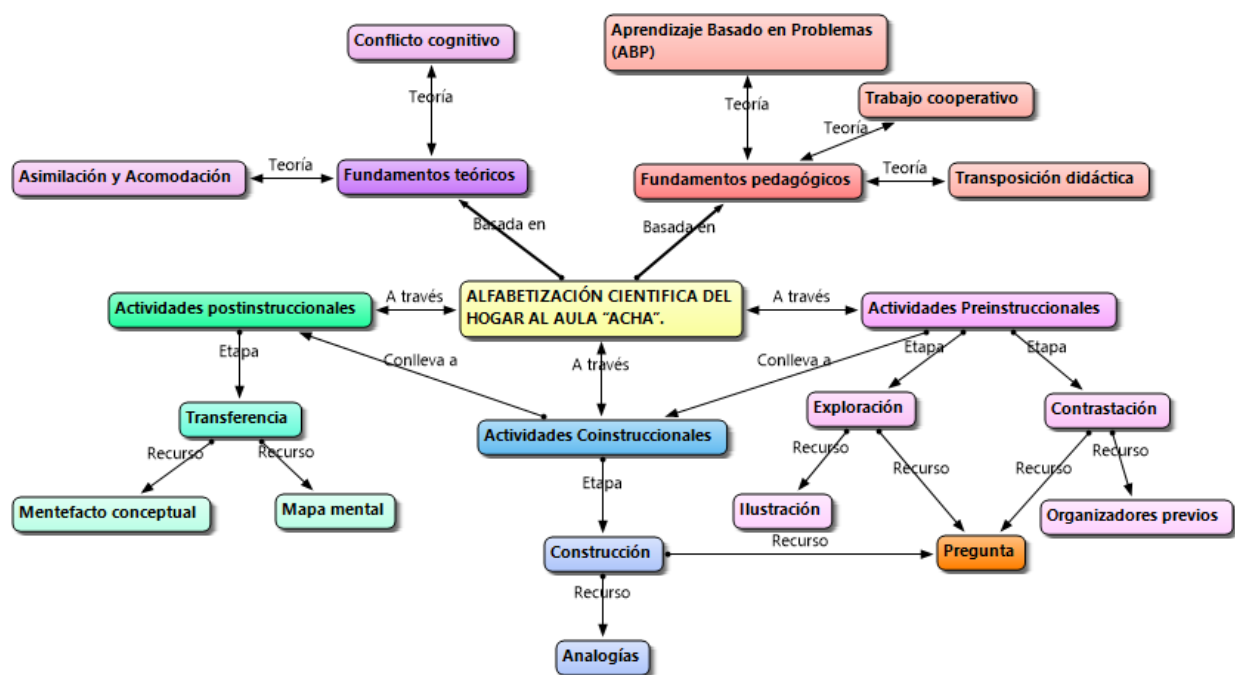 Conflicto cognitivo
Aprendizaje Basado en Problemas
(ABP)
Teoría
Teoría
Trabajo cooperativo
Teoría
Asimilación y Acomodación
Teoría
Fundamentos teóricos
Fundamentos pedagógicos
Teoría
Transposición didáctica
Basada en
Basada en
Actividades postinstruccionales
A través
ALFABETIZACIÓN CIENTIFICA DEL
HOGAR AL AULA “ACHA”.
A través
Actividades Preinstruccionales
Etapa
Conlleva a
A través
Conlleva a
Etapa
Etapa
Transferencia
Actividades Coinstruccionales
Exploración
Contrastación
Recurso
Recurso
Etapa
Recurso
Recurso
Recurso
Recurso
Mentefacto conceptual
Mapa mental
Ilustración
Organizadores previos
Construcción
Recurso
Pregunta
Recurso
Analogías